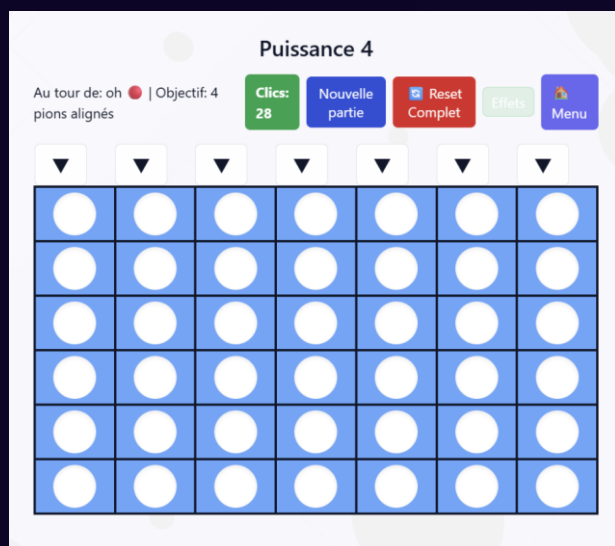 Puissance 4
Au tour de: oh 🔴 | Objectif: 4
pions alignés
Clics:
28
Nouvelle
partie
🔄 Reset
Complet
Effets
🏠
Menu
▼ ▼ ▼ ▼ ▼ ▼ ▼